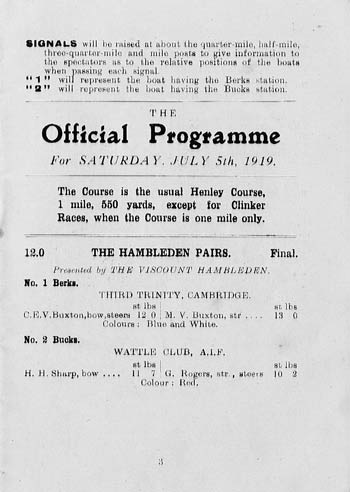 SIGNALS will be raised at about the quarter-mile, half-mile,
three-quarter-mile and mile posts to give information to
the spectators as to the relative positions of the boats
when passing each signal.
"1" will represent the boat having the Berks station.
"2" will represent the boat having the Bucks station.
THE
Official Programme
For SATURDAY, JULY 5th, 1919.
The Course is the usual Henley Course,
1 mile, 550 yards, except for Clinker
Races, when the Course is one mile only.
12.0 THE HAMBLEDEN PAIRS. Final.
Presented by THE VISCOUNT HAMBLEDEN.
No. 1 Berks.
THIRD TRINITY, CAMBRIDGE.
st lbs st lbs
C.E.V.Buxton,bow,steers 12 0 M. V. Buxton, str .... 13 0
Colours: Blue and White.
No. 2 Bucks.
WATTLE CLUB, A.I.F.
st lbs st lbs
H. H. Sharp, bow .... 11 7 G. Rogers, str., steers 10 2
Colour: Red.
3